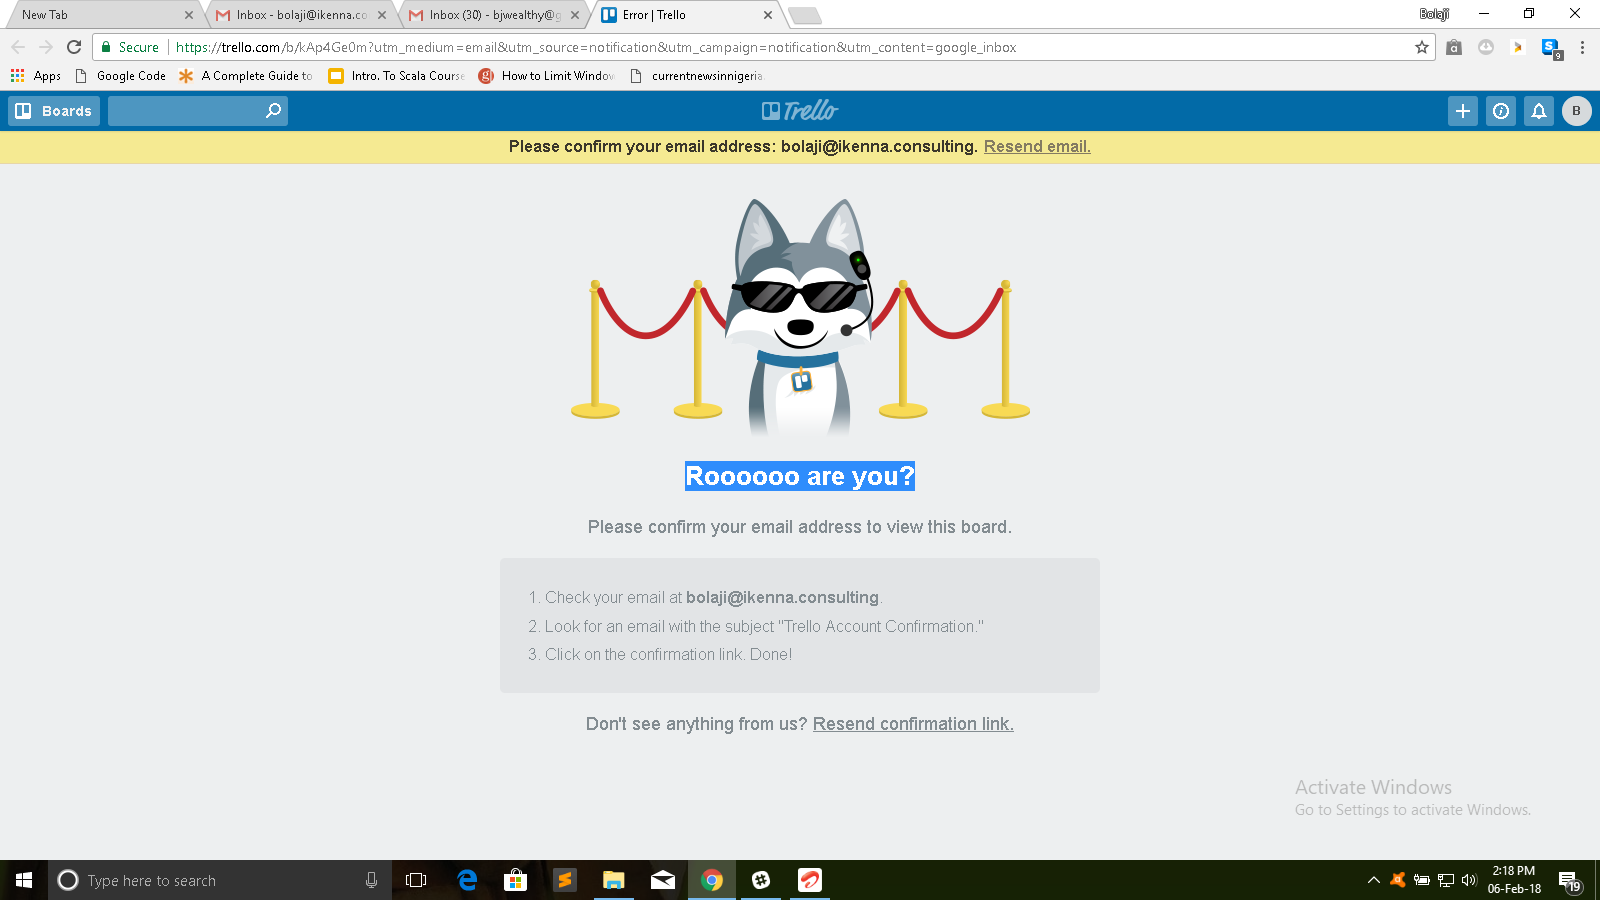 New Tab
Inbox - bolaji@ikenna.co
Inbox (30) - bjwealthy@g
Error | Trello
Bolaji
Secure
https://trello.com/b/kAp4Ge0m?utm_medium=email&utm_source=notification&utm_campaign=notification&utm_content=google_inbox
9
Apps
Google Code
A Complete Guide to
Intro. To Scala Course
How to Limit Window
currentnewsinnigeria
Boards
Trello
B
Please confirm your email address: bolaji@ikenna.consulting. Resend email.
Roooooo are you?
Please confirm your email address to view this board.
1. Check your email at bolaji@ikenna.consulting.
2. Look for an email with the subject "Trello Account Confirmation."
3. Click on the confirmation link. Done!
Don't see anything from us? Resend confirmation link.
Activate Windows
Go to Settings to activate Windows.
Type here to search
2:18 PM
06-Feb-18
19